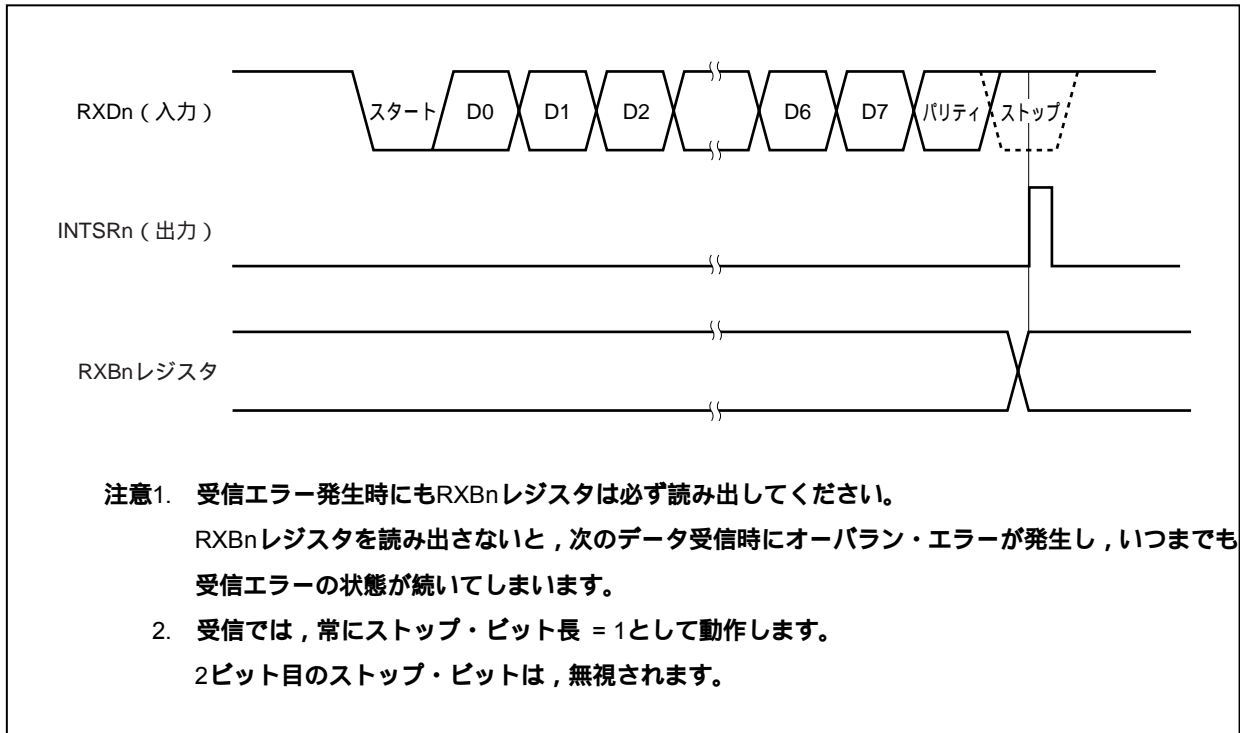 RXDn（入力）
スタート D0 D1 D2 D6 D7 パリティ ストップ
INTSRn（出力）
RXBnレジスタ
注意1. 受信エラー発生時にもRXBnレジスタは必ず読み出してください。
RXBnレジスタを読み出さないと，次のデータ受信時にオーバラン・エラーが発生し，いつまでも
受信エラーの状態が続いてしまいます。
2. 受信では，常にストップ・ビット長 = 1として動作します。
2ビット目のストップ・ビットは，無視されます。